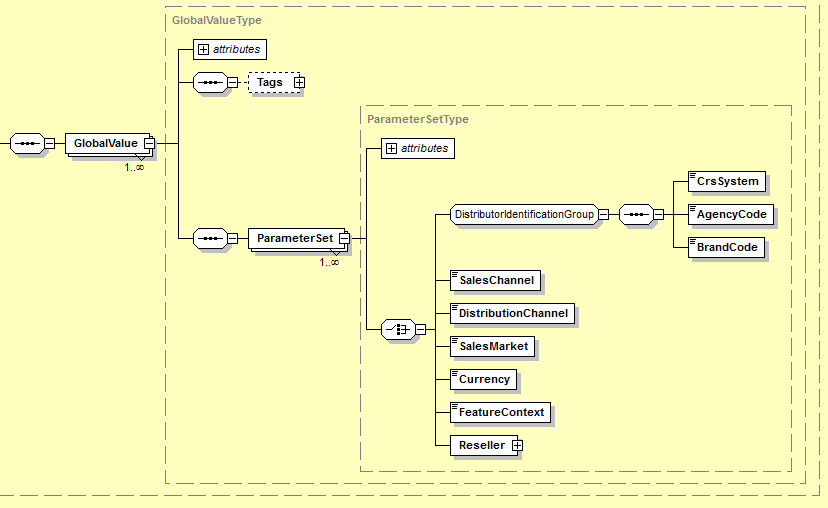 GlobalValueType
attributes
Tags
ParameterSetType
GlobalValue
attributes
1..∞
CrsSystem
DistributorIdentificationGroup
AgencyCode
ParameterSet
BrandCode
1..∞
SalesChannel
DistributionChannel
SalesMarket
Currency
FeatureContext
Reseller